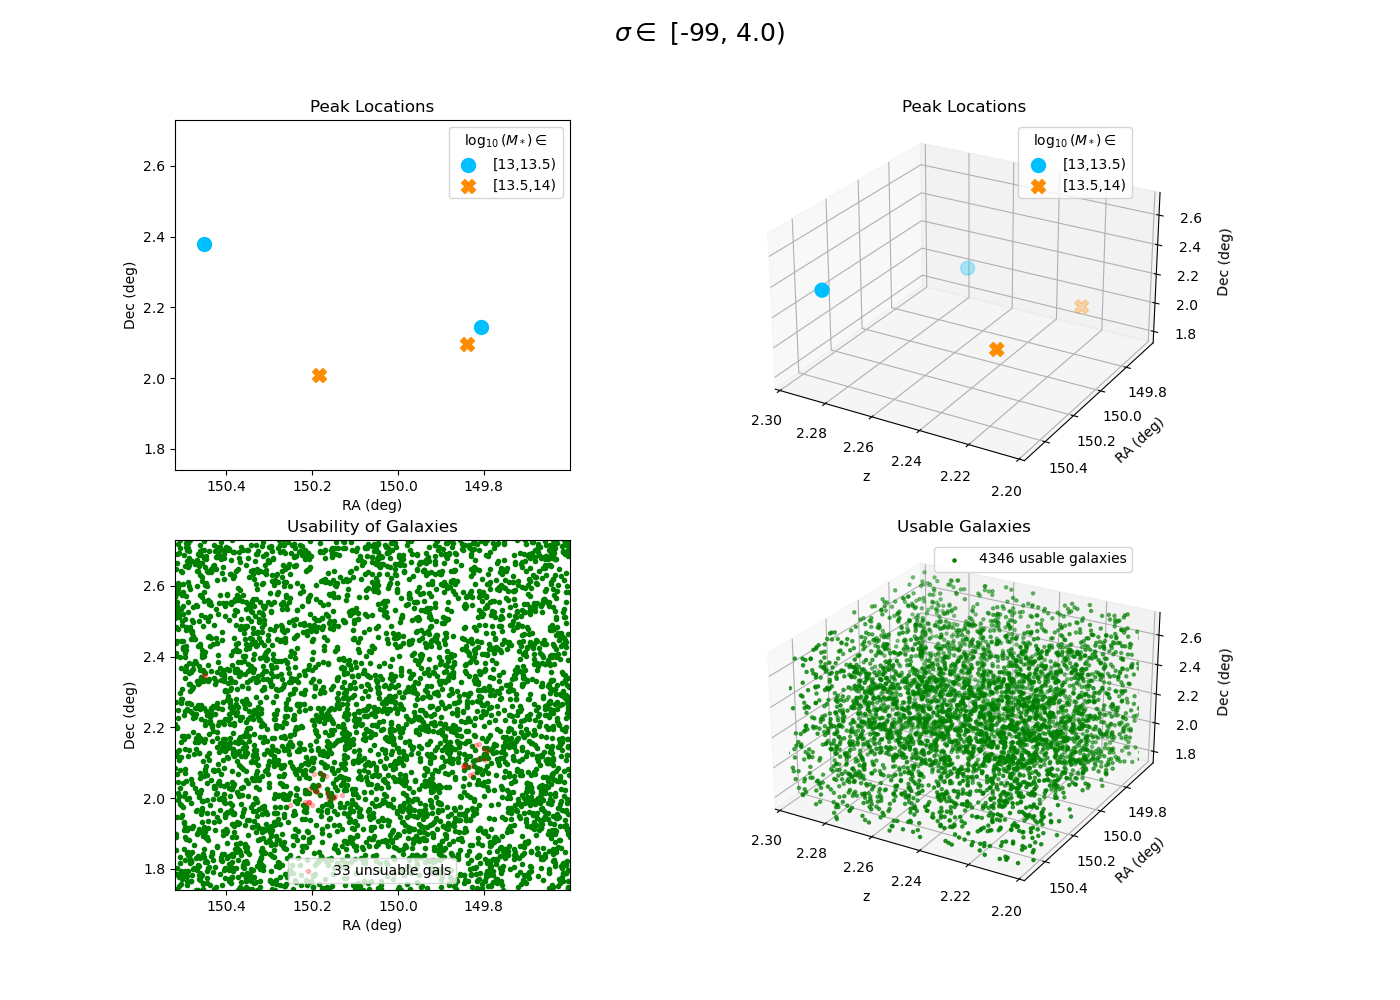 σ ∈ [-99, 4.0)
Peak Locations
log₁₀(M*) ∈
[13,13.5)
[13.5,14)
2.6
2.4
2.2
2.0
1.8
Dec (deg)
150.4 150.2 150.0 149.8
RA (deg)
Peak Locations
log₁₀(M*) ∈
[13,13.5)
[13.5,14)
2.6
2.4
2.2
2.0
1.8
Dec (deg)
149.8
150.0
150.2
150.4
RA (deg)
2.30
2.28
2.26
2.24
2.22
2.20
z
Usability of Galaxies
2.6
2.4
2.2
2.0
1.8
Dec (deg)
33 unsuable gals
150.4 150.2 150.0 149.8
RA (deg)
Usable Galaxies
4346 usable galaxies
2.6
2.4
2.2
2.0
1.8
Dec (deg)
149.8
150.0
150.2
150.4
RA (deg)
2.30
2.28
2.26
2.24
2.22
2.20
z